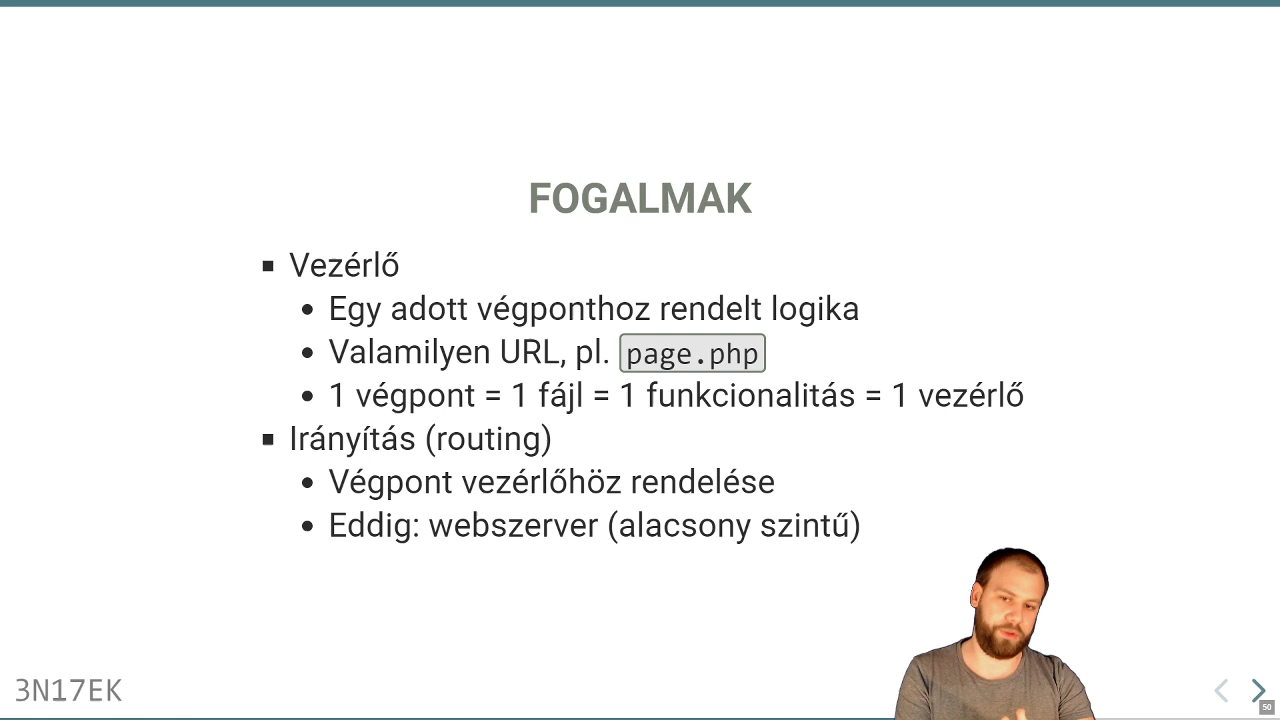 FOGALMAK
Vezérlő
Egy adott végponthoz rendelt logika
Valamilyen URL, pl. page.php
1 végpont = 1 fájl = 1 funkcionalitás = 1 vezérlő
Irányítás (routing)
Végpont vezérlőhöz rendelése
Eddig: webszerver (alacsony szintű)
3N17EK
50